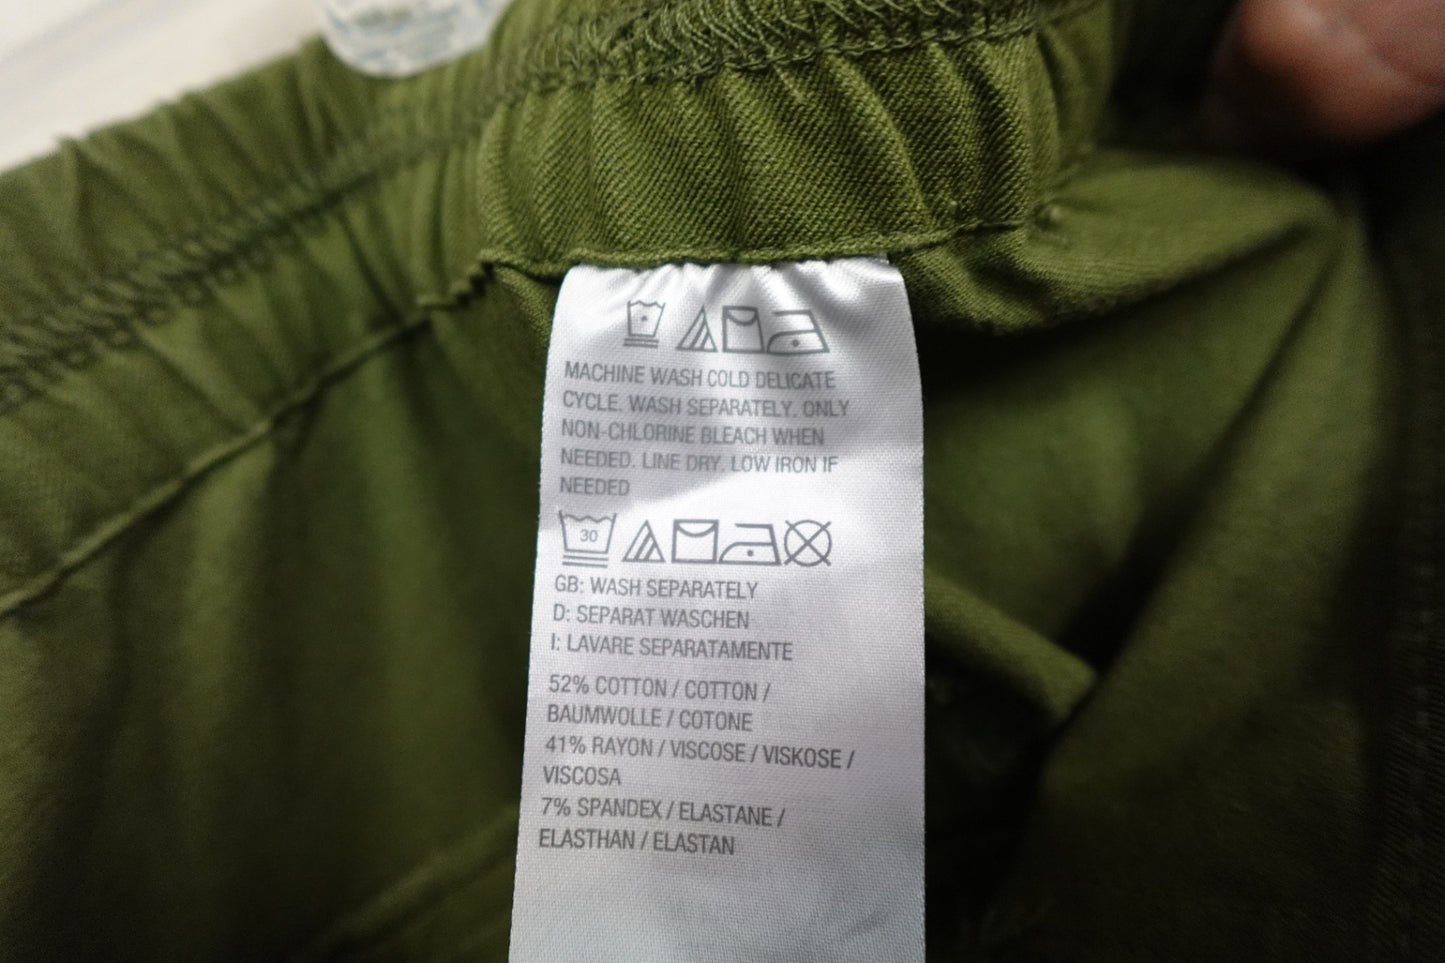 MACHINE WASH COLD DELICATE
CYCLE. WASH SEPARATELY. ONLY
NON-CHLORINE BLEACH WHEN
NEEDED. LINE DRY. LOW IRON IF
NEEDED
30
GB: WASH SEPARATELY
D: SEPARAT WASCHEN
I: LAVARE SEPARATAMENTE
52% COTTON / COTTON /
BAUMWOLLE / COTONE
41% RAYON / VISCOSE / VISKOSE /
VISCOSA
7% SPANDEX / ELASTANE /
ELASTHAN / ELASTAN